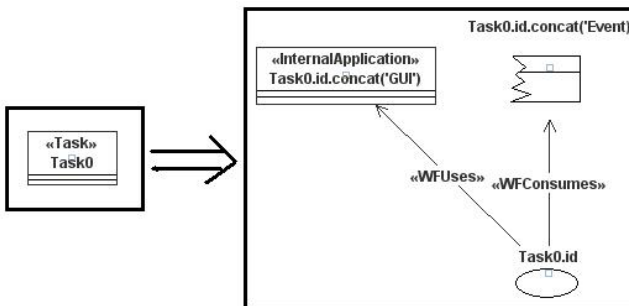 «Task»
Task0
«InternalApplication»
Task0.id.concat('GUI')
Task0.id.concat('Event)
«WFUses»
«WFConsumes»
Task0.id